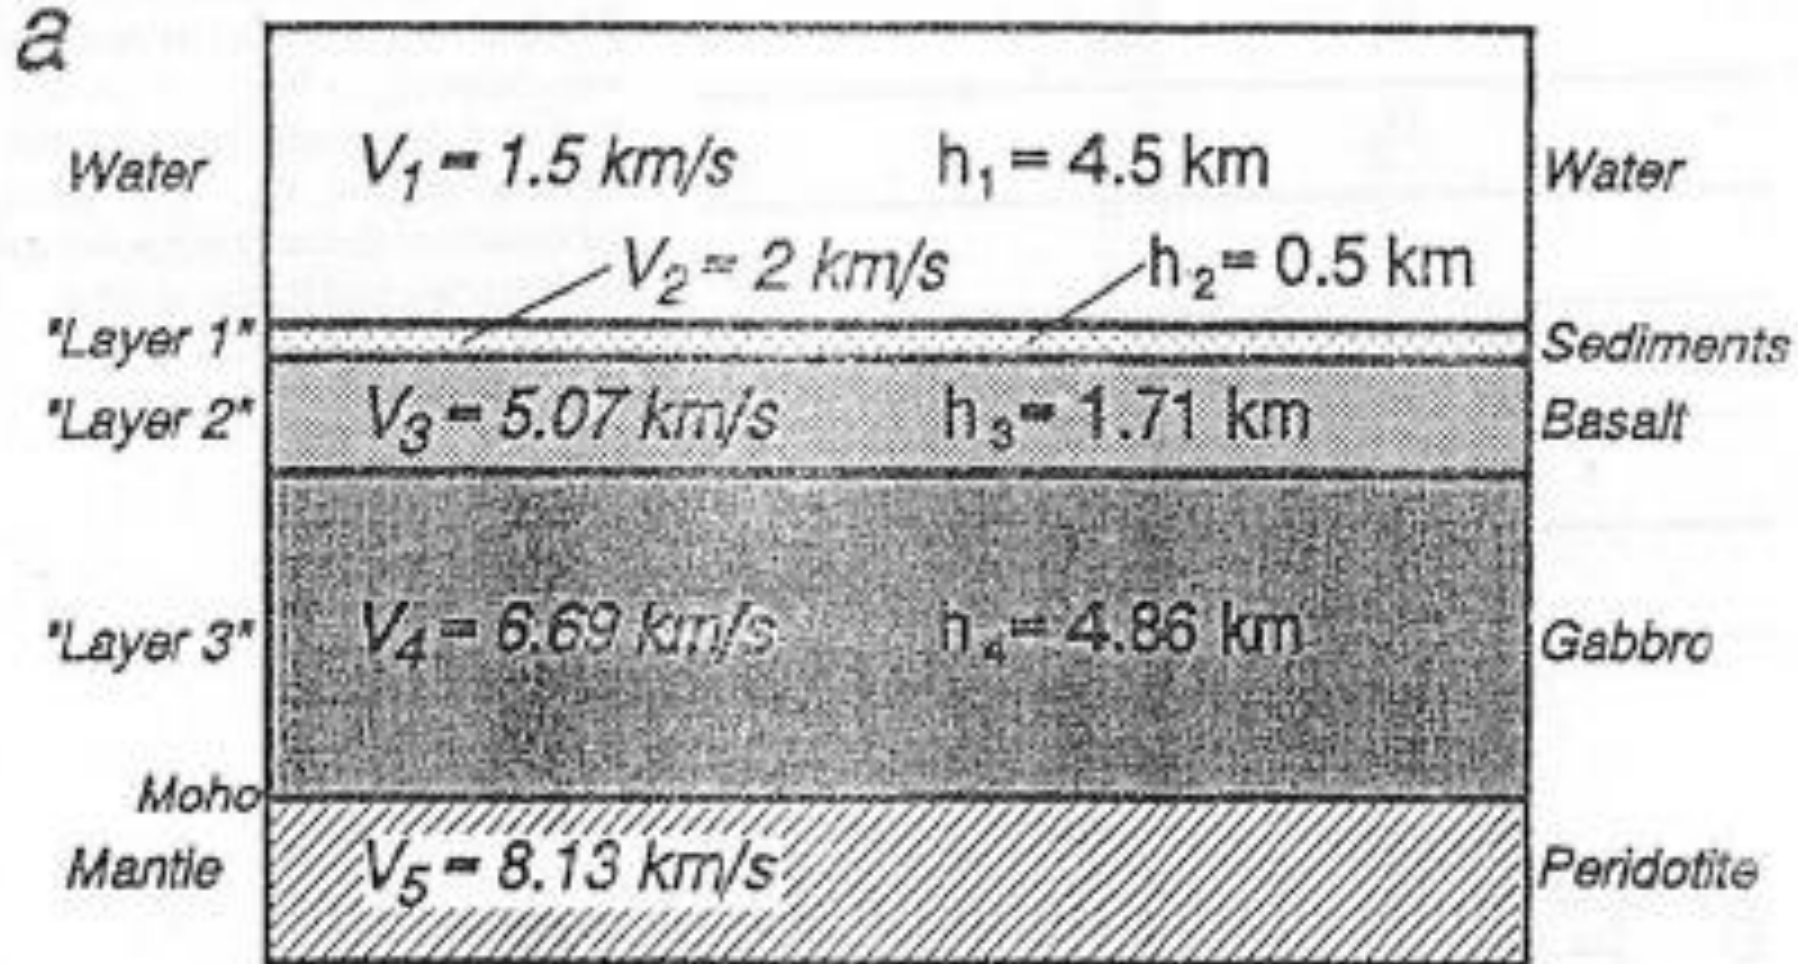 a
Water V₁ = 1.5 km/s h₁ = 4.5 km Water
V₂ = 2 km/s h₂ = 0.5 km
"Layer 1" Sediments
"Layer 2" V₃ = 5.07 km/s h₃ = 1.71 km Basalt
"Layer 3" V₄ = 6.69 km/s h₄ = 4.86 km Gabbro
Moho
Mantle V₅ = 8.13 km/s Peridotite